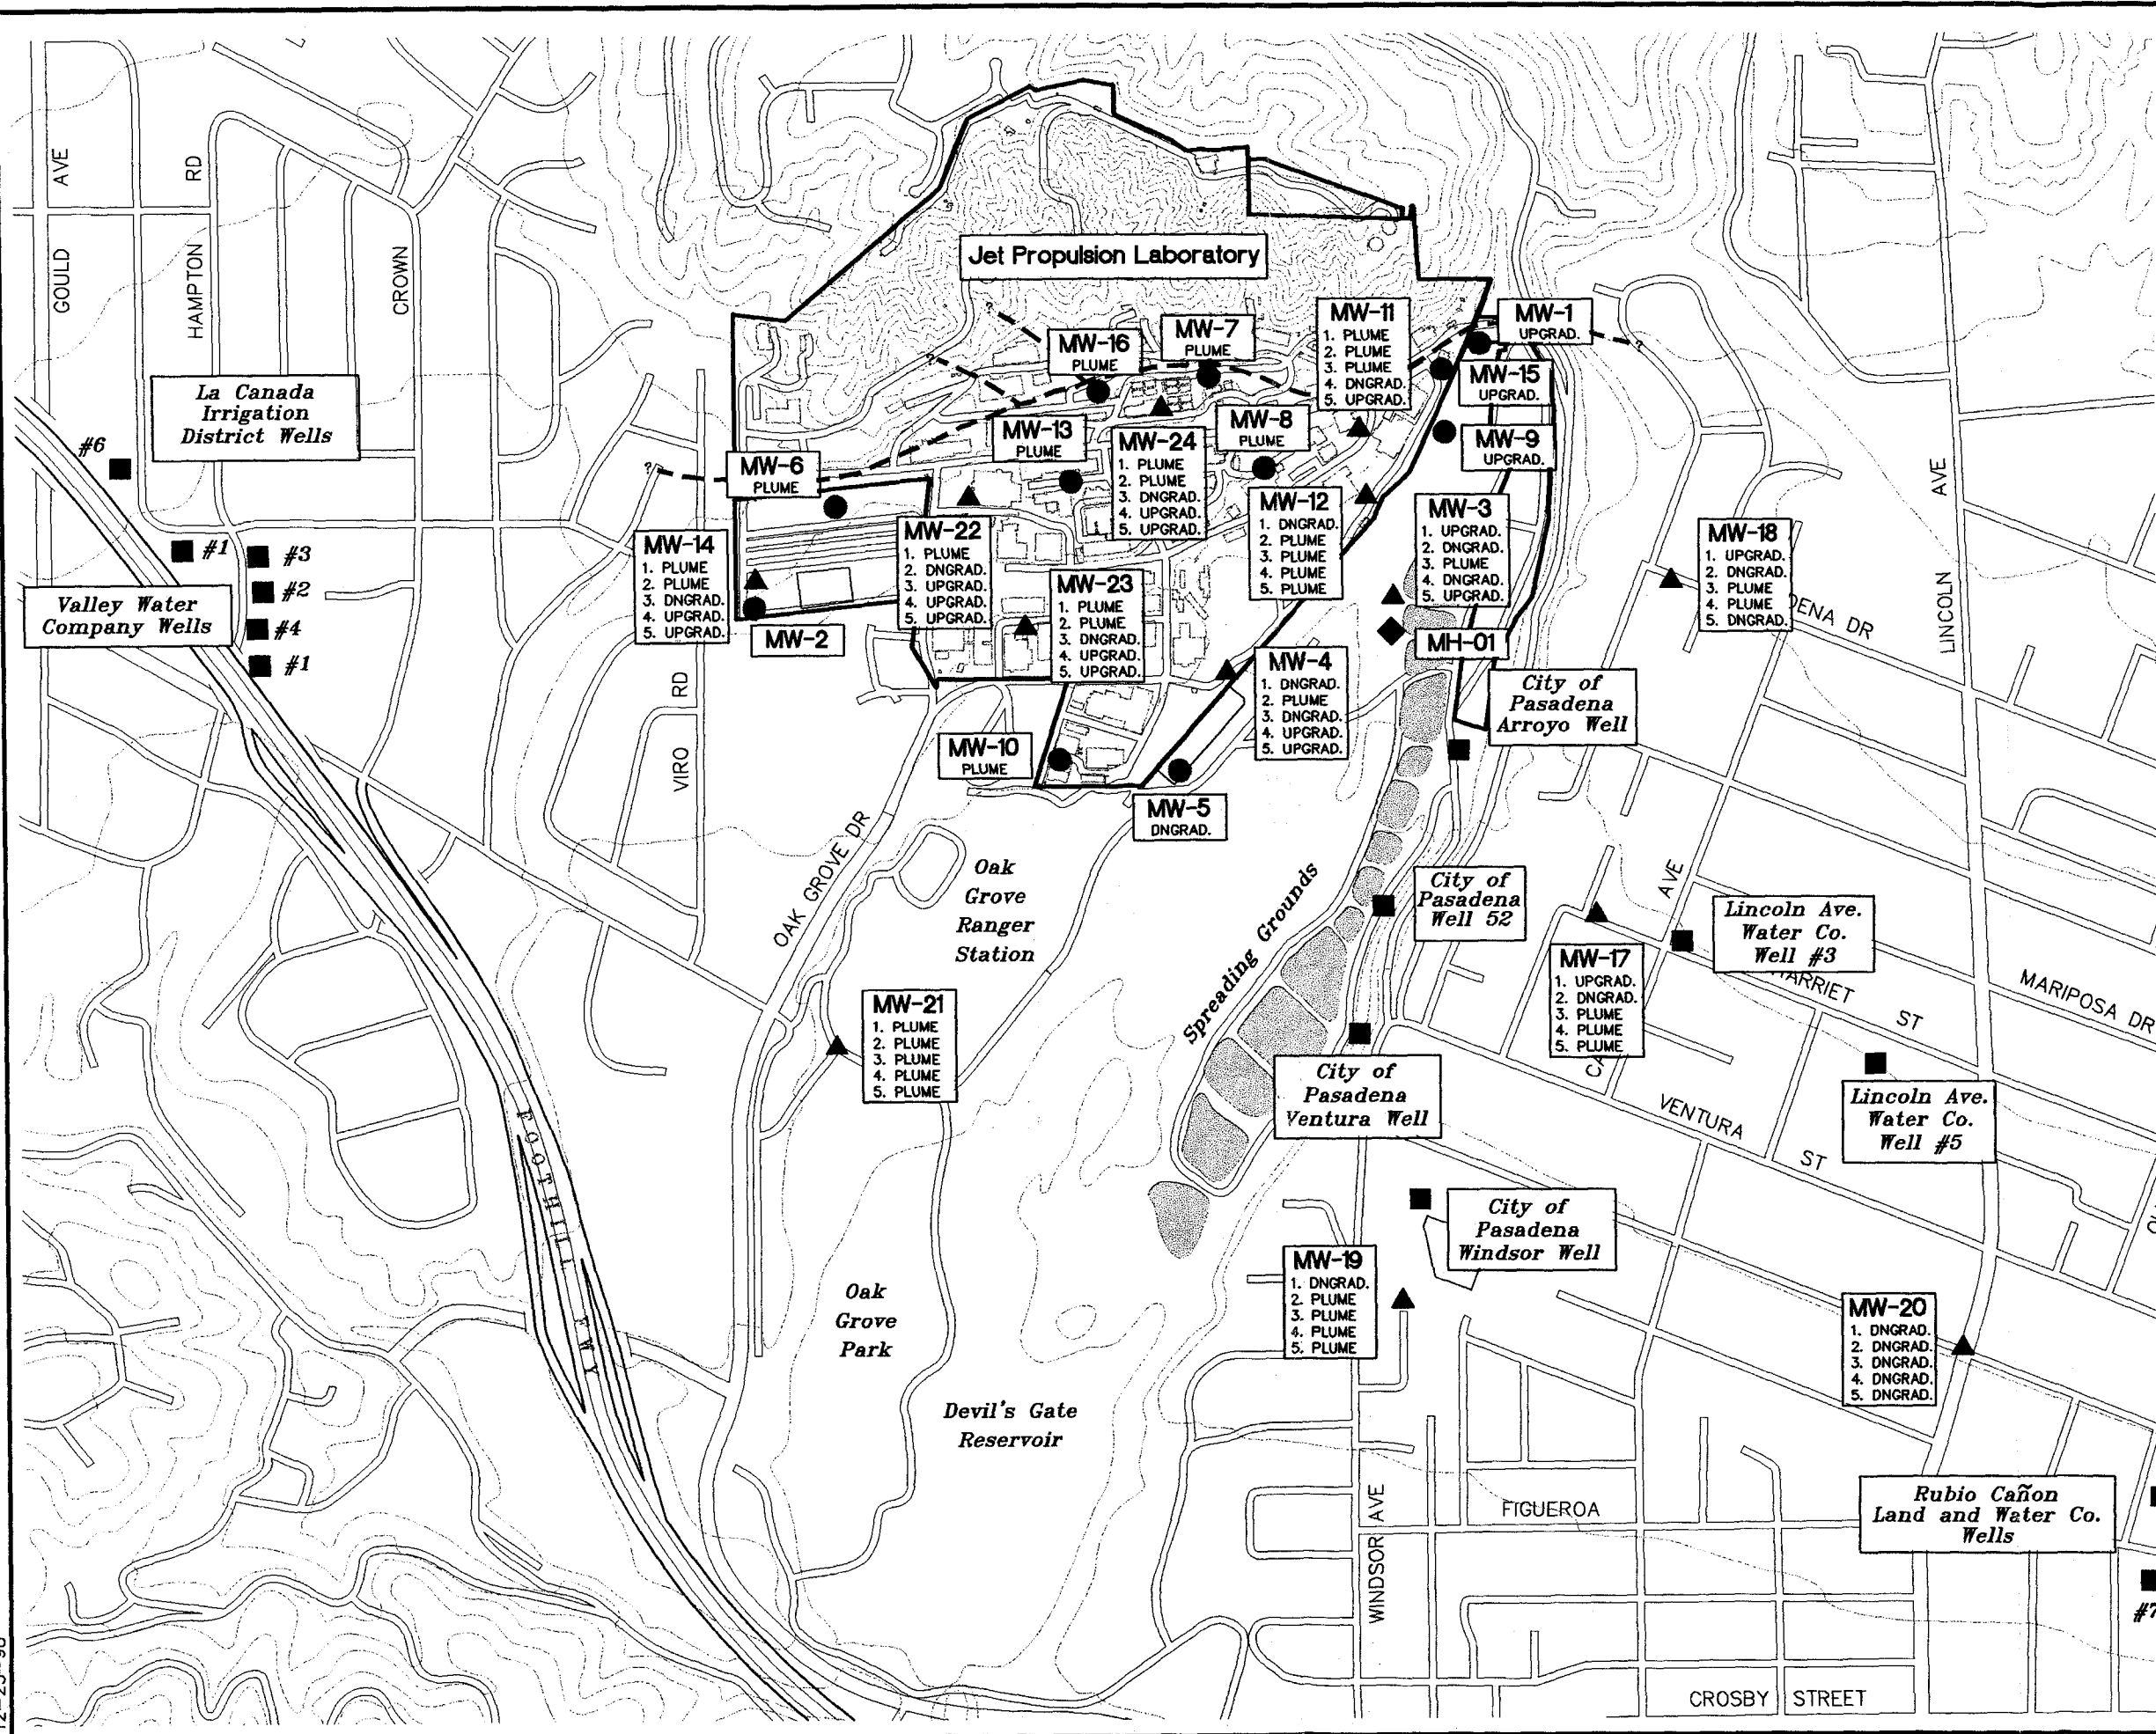 Jet Propulsion Laboratory
GOULD
AVE
HAMPTON
RD
CROWN
La Canada
Irrigation
District Wells
#6
#1
#3
#2
#4
#1
Valley Water
Company Wells
MW-16
PLUME
MW-7
PLUME
MW-11
1. PLUME
2. PLUME
3. PLUME
4. DNGRAD.
5. UPGRAD.
MW-1
UPGRAD.
MW-15
UPGRAD.
MW-9
UPGRAD.
MW-13
PLUME
MW-24
1. PLUME
2. PLUME
3. DNGRAD.
4. UPGRAD.
5. UPGRAD.
MW-8
PLUME
MW-6
PLUME
MW-12
1. DNGRAD.
2. PLUME
3. PLUME
4. PLUME
5. PLUME
MW-3
1. UPGRAD.
2. DNGRAD.
3. PLUME
4. DNGRAD.
5. UPGRAD.
MW-18
1. UPGRAD.
2. DNGRAD.
3. PLUME
4. PLUME
5. DNGRAD.
DENA DR
LINCOLN
AVE
MW-14
1. PLUME
2. PLUME
3. DNGRAD.
4. UPGRAD.
5. UPGRAD.
MW-22
1. PLUME
2. DNGRAD.
3. UPGRAD.
4. UPGRAD.
5. UPGRAD.
MW-23
1. PLUME
2. PLUME
3. DNGRAD.
4. UPGRAD.
5. UPGRAD.
MW-2
MH-01
MW-4
1. DNGRAD.
2. PLUME
3. DNGRAD.
4. UPGRAD.
5. UPGRAD.
City of
Pasadena
Arroyo Well
VIRO
RD
MW-10
PLUME
MW-5
DNGRAD.
OAK GROVE DR
Oak
Grove
Ranger
Station
Spreading Grounds
City of
Pasadena
Well 52
AVE
Lincoln Ave.
Water Co.
Well #3
HARRIET
ST
MARIPOSA DR
MW-17
1. UPGRAD.
2. DNGRAD.
3. PLUME
4. PLUME
5. PLUME
CA
MW-21
1. PLUME
2. PLUME
3. PLUME
4. PLUME
5. PLUME
City of
Pasadena
Ventura Well
VENTURA
ST
Lincoln Ave.
Water Co.
Well #5
FOOTHILL FWY
City of
Pasadena
Windsor Well
MW-19
1. DNGRAD.
2. PLUME
3. PLUME
4. PLUME
5. PLUME
Oak
Grove
Park
MW-20
1. DNGRAD.
2. DNGRAD.
3. DNGRAD.
4. DNGRAD.
5. DNGRAD.
Devil's Gate
Reservoir
WINDSOR AVE
FIGUEROA
Rubio Cañon
Land and Water Co.
Wells
#7
CROSBY STREET